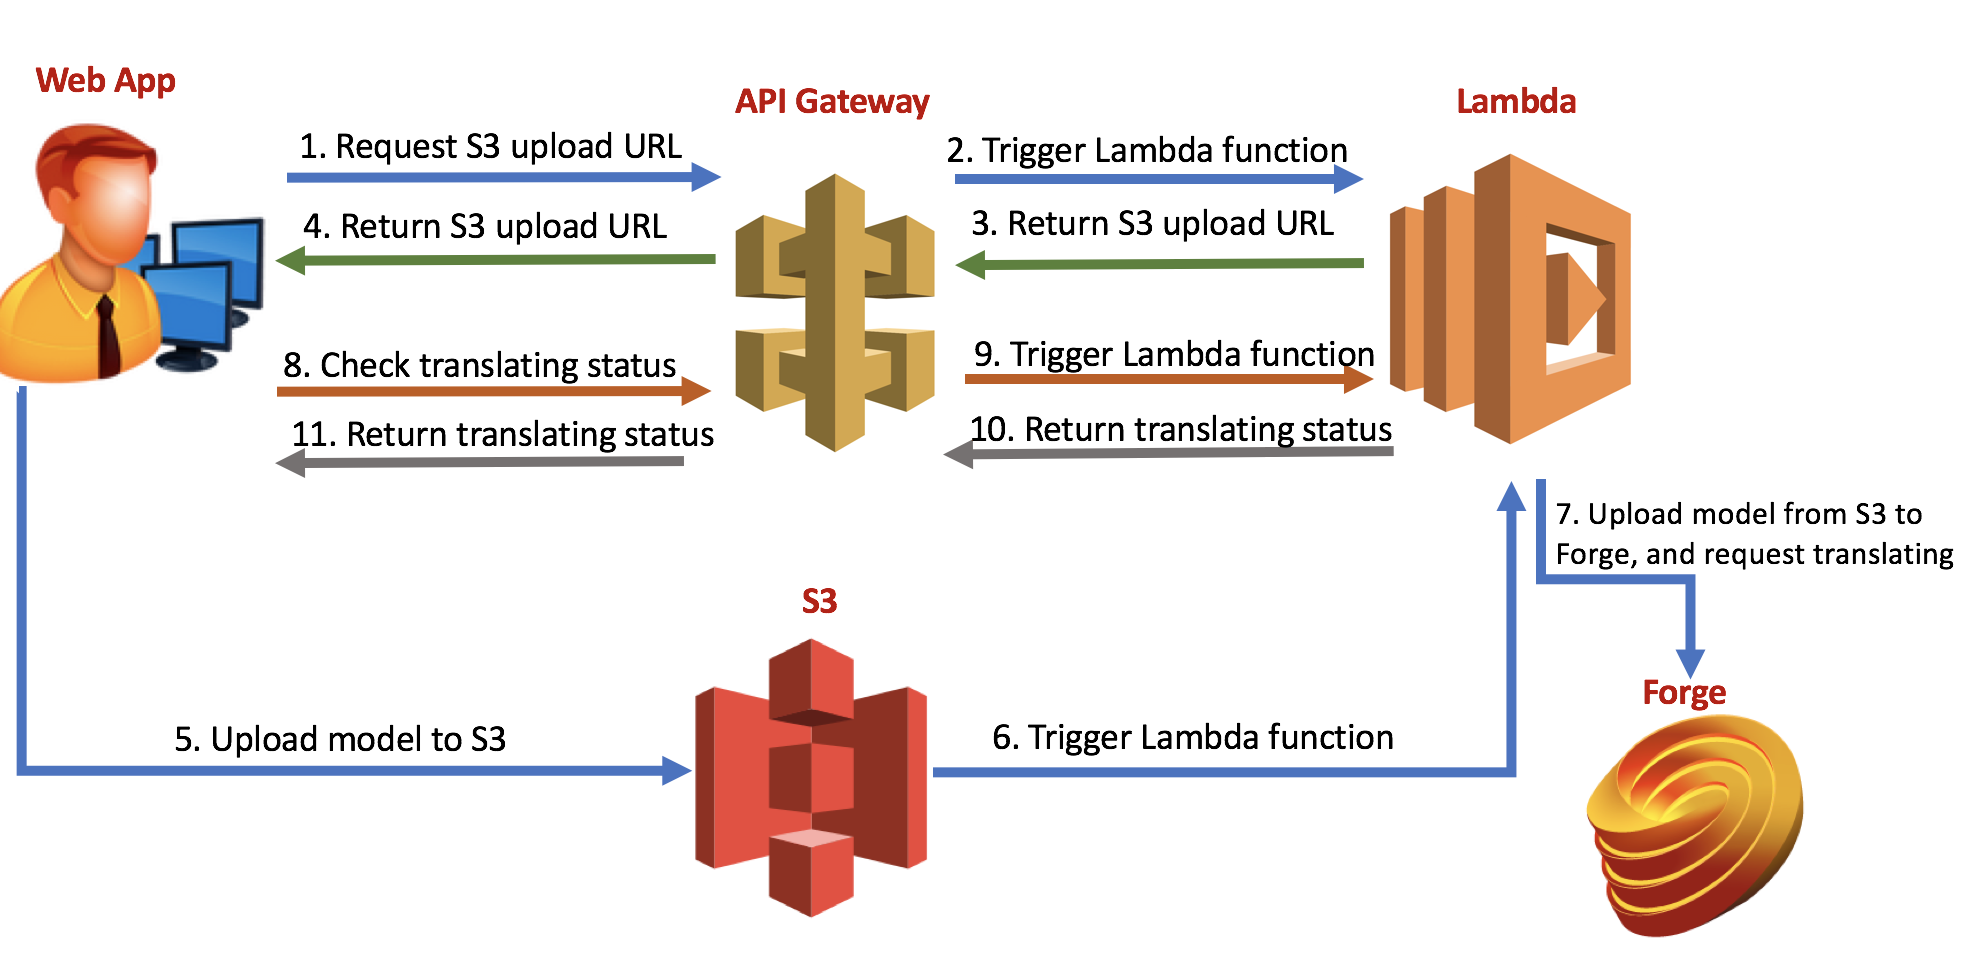 Web App
API Gateway
Lambda
1. Request S3 upload URL
2. Trigger Lambda function
4. Return S3 upload URL
3. Return S3 upload URL
8. Check translating status
9. Trigger Lambda function
11. Return translating status
10. Return translating status
7. Upload model from S3 to
Forge, and request translating
S3
Forge
5. Upload model to S3
6. Trigger Lambda function